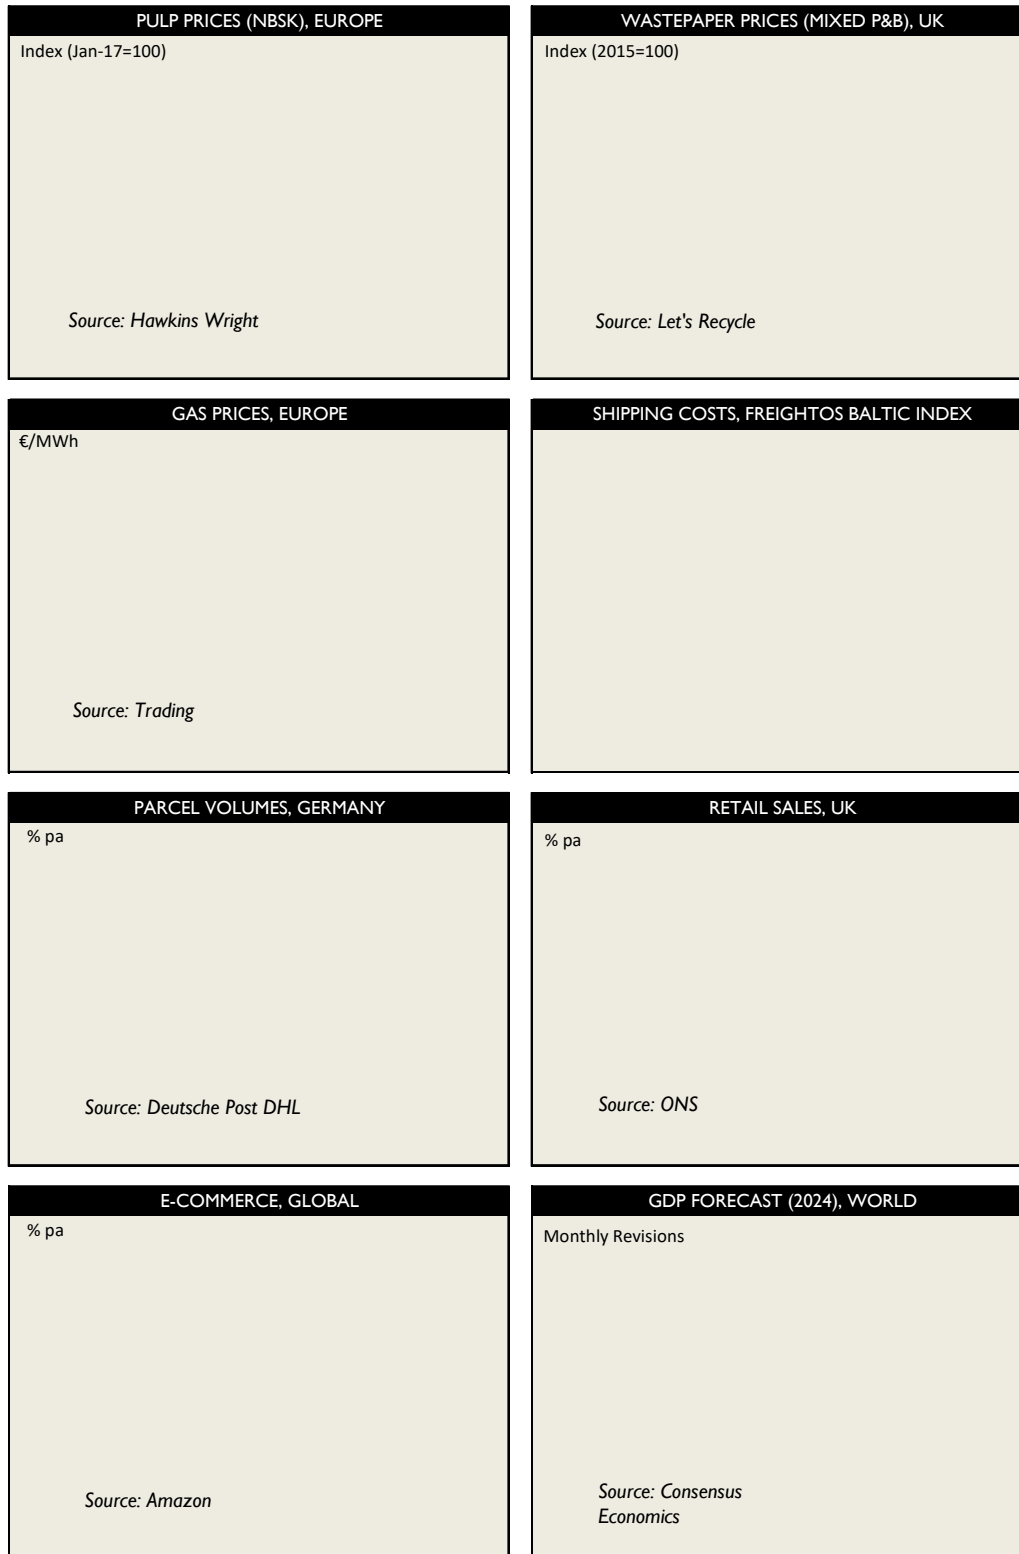 PULP PRICES (NBSK), EUROPE
Index (Jan-17=100)
Source: Hawkins Wright
WASTEPAPER PRICES (MIXED P&B), UK
Index (2015=100)
Source: Let's Recycle
GAS PRICES, EUROPE
€/MWh
Source: Trading
SHIPPING COSTS, FREIGHTOS BALTIC INDEX
PARCEL VOLUMES, GERMANY
% pa
Source: Deutsche Post DHL
RETAIL SALES, UK
% pa
Source: ONS
E-COMMERCE, GLOBAL
% pa
Source: Amazon
GDP FORECAST (2024), WORLD
Monthly Revisions
Source: Consensus
Economics